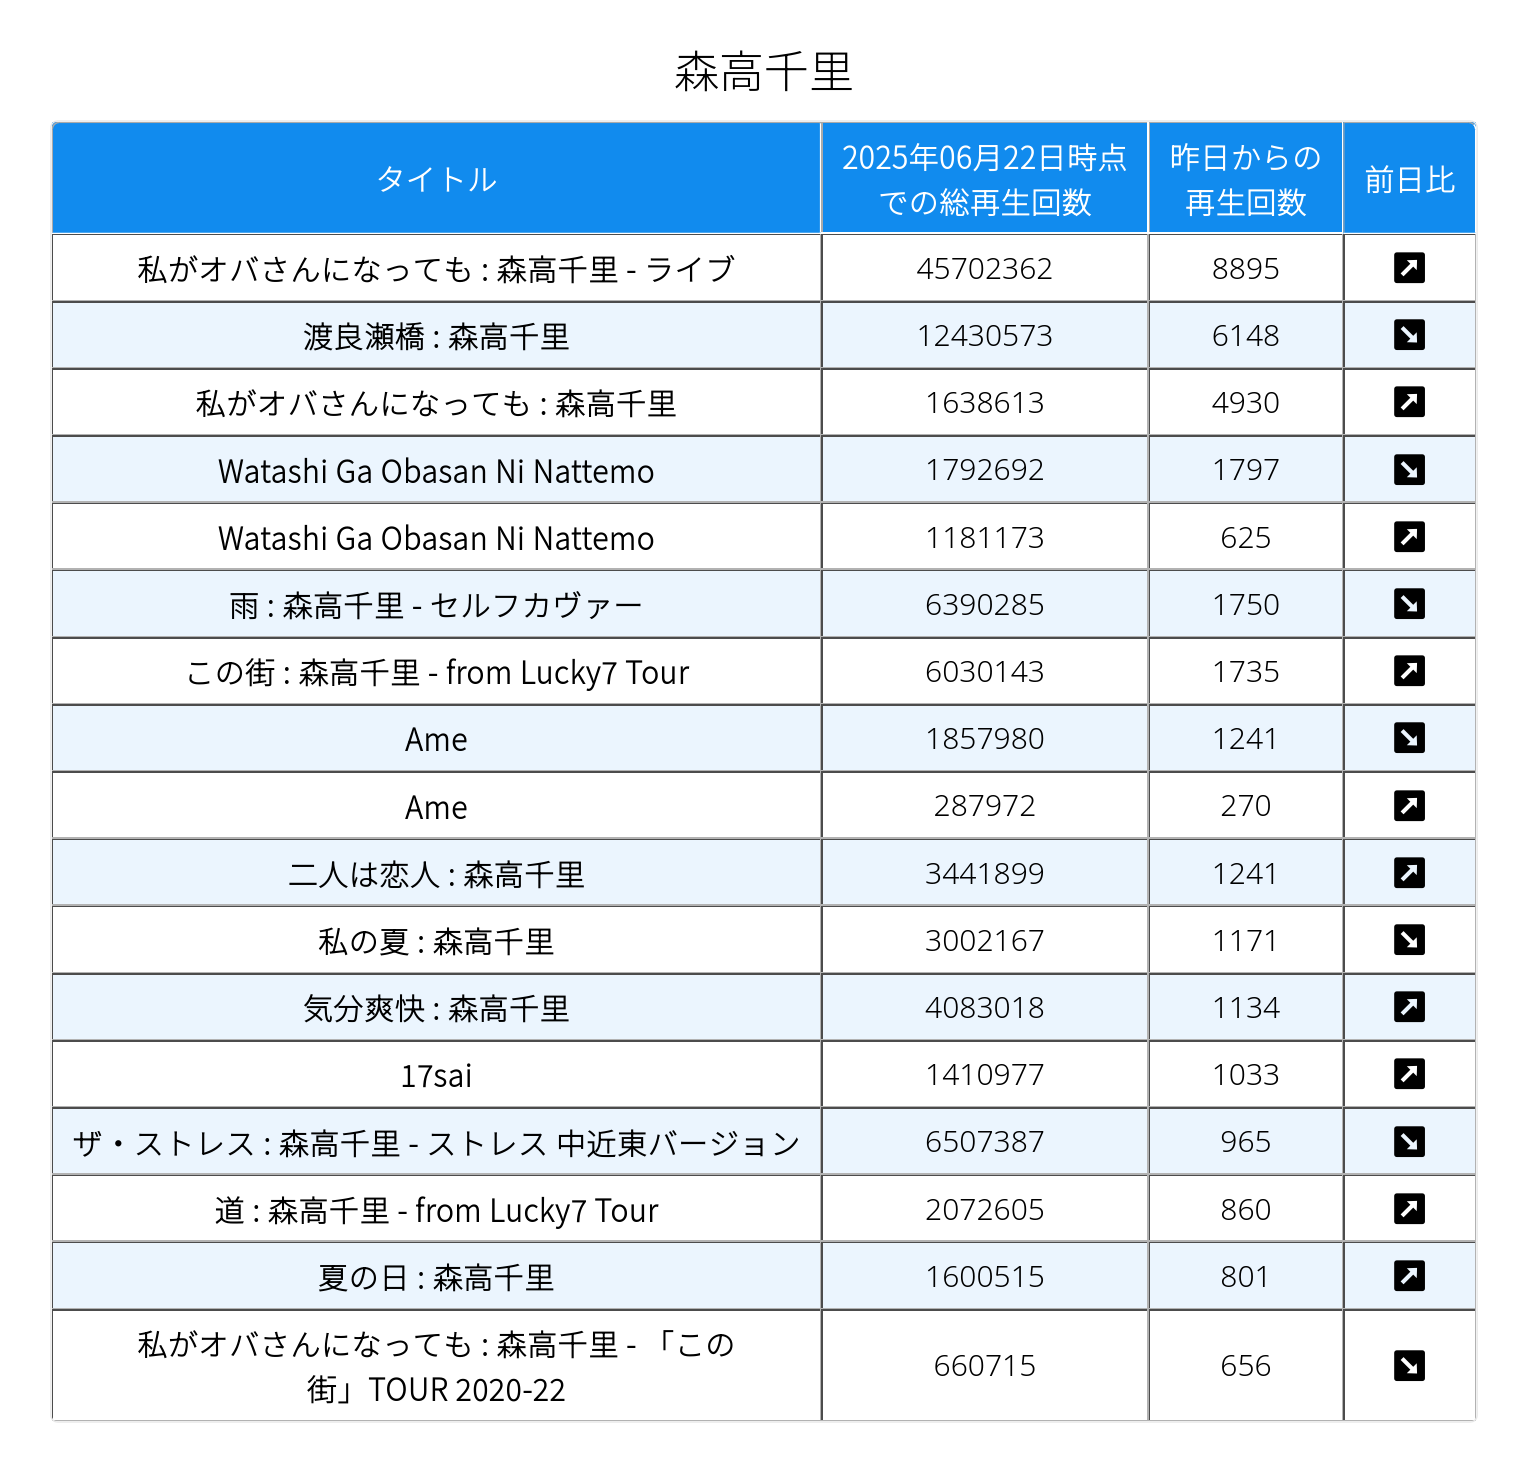 森高千里
タイトル 2025年06月22日時点での総再生回数 昨日からの再生回数 前日比
私がオバさんになっても : 森高千里 - ライブ 45702362 8895
渡良瀬橋 : 森高千里 12430573 6148
私がオバさんになっても : 森高千里 1638613 4930
Watashi Ga Obasan Ni Nattemo 1792692 1797
Watashi Ga Obasan Ni Nattemo 1181173 625
雨 : 森高千里 - セルフカヴァー 6390285 1750
この街 : 森高千里 - from Lucky7 Tour 6030143 1735
Ame 1857980 1241
Ame 287972 270
二人は恋人 : 森高千里 3441899 1241
私の夏 : 森高千里 3002167 1171
気分爽快 : 森高千里 4083018 1134
17sai 1410977 1033
ザ・ストレス : 森高千里 - ストレス 中近東バージョン 6507387 965
道 : 森高千里 - from Lucky7 Tour 2072605 860
夏の日 : 森高千里 1600515 801
私がオバさんになっても : 森高千里 - 「この
街」TOUR 2020-22 660715 656